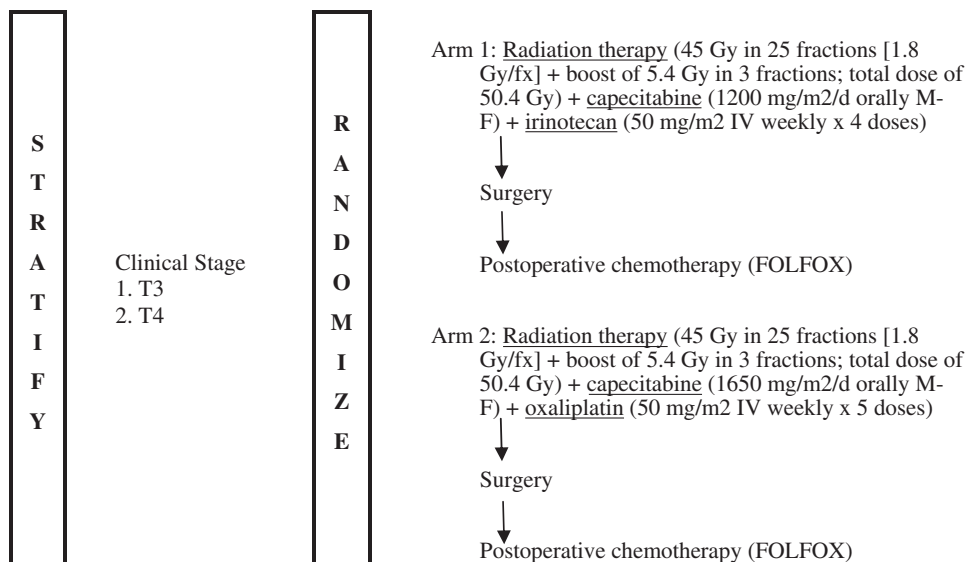 STRATIFY
Clinical Stage
1. T3
2. T4
RANDOMIZE
Arm 1: Radiation therapy (45 Gy in 25 fractions [1.8
Gy/fx] + boost of 5.4 Gy in 3 fractions; total dose of
50.4 Gy) + capecitabine (1200 mg/m2/d orally M-
F) + irinotecan (50 mg/m2 IV weekly x 4 doses)
Surgery
Postoperative chemotherapy (FOLFOX)
Arm 2: Radiation therapy (45 Gy in 25 fractions [1.8
Gy/fx] + boost of 5.4 Gy in 3 fractions; total dose of
50.4 Gy) + capecitabine (1650 mg/m2/d orally M-
F) + oxaliplatin (50 mg/m2 IV weekly x 5 doses)
Surgery
Postoperative chemotherapy (FOLFOX)